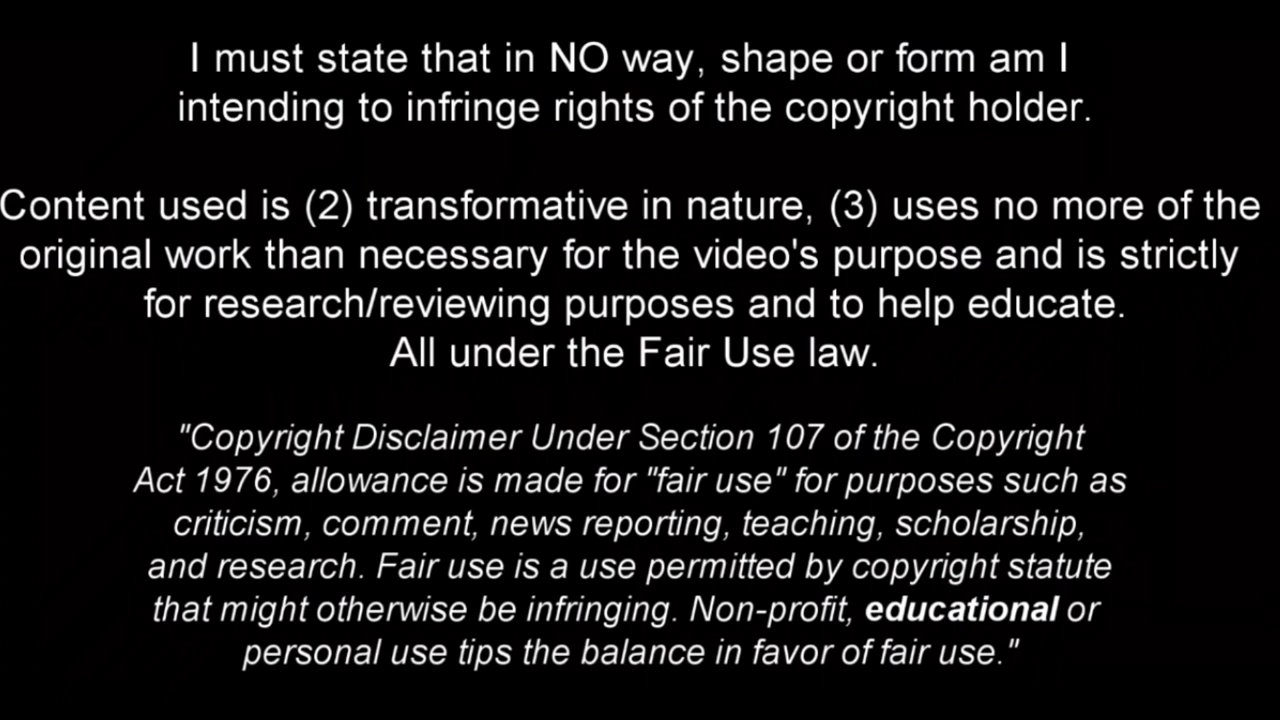 I must state that in NO way, shape or form am I
intending to infringe rights of the copyright holder.
Content used is (2) transformative in nature, (3) uses no more of the
original work than necessary for the video's purpose and is strictly
for research/reviewing purposes and to help educate.
All under the Fair Use law.
"Copyright Disclaimer Under Section 107 of the Copyright
Act 1976, allowance is made for "fair use" for purposes such as
criticism, comment, news reporting, teaching, scholarship,
and research. Fair use is a use permitted by copyright statute
that might otherwise be infringing. Non-profit, educational or
personal use tips the balance in favor of fair use."